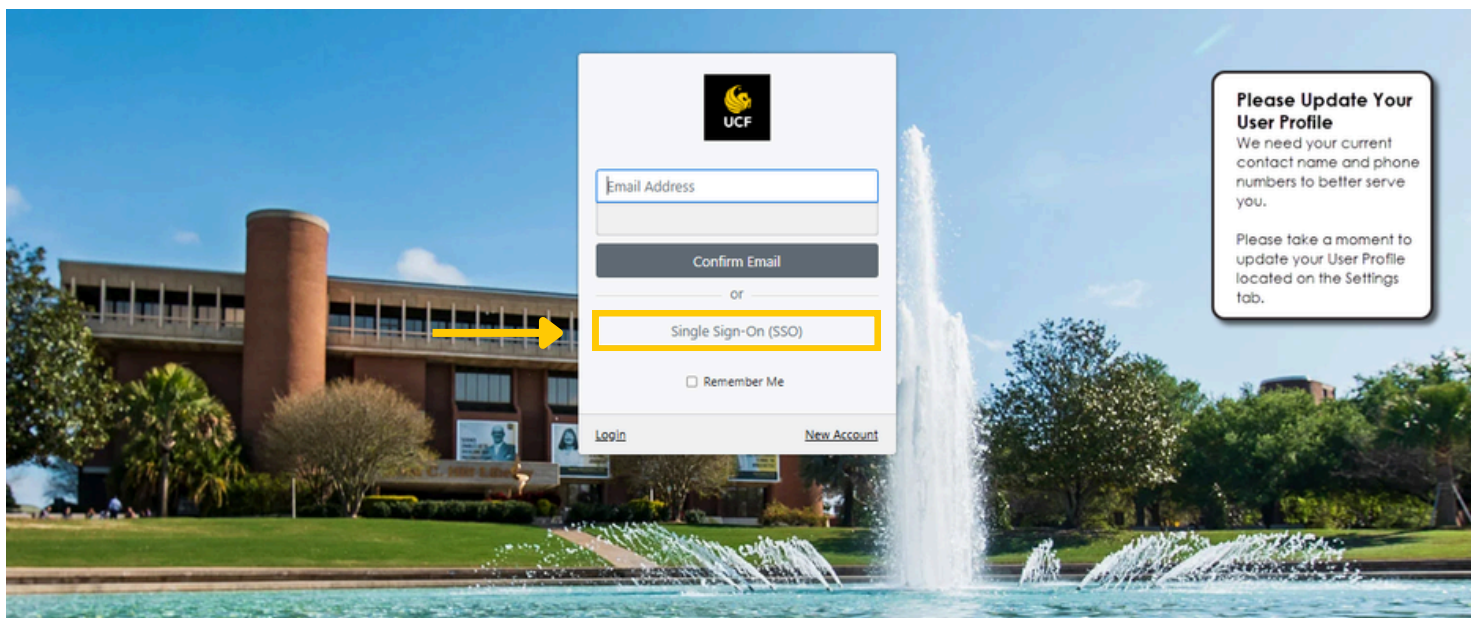 UCF
Email Address
Confirm Email
or
Single Sign-On (SSO)
Remember Me
Login
New Account
Please Update Your
User Profile
We need your current
contact name and phone
numbers to better serve
you.
Please take a moment to
update your User Profile
located on the Settings
tab.